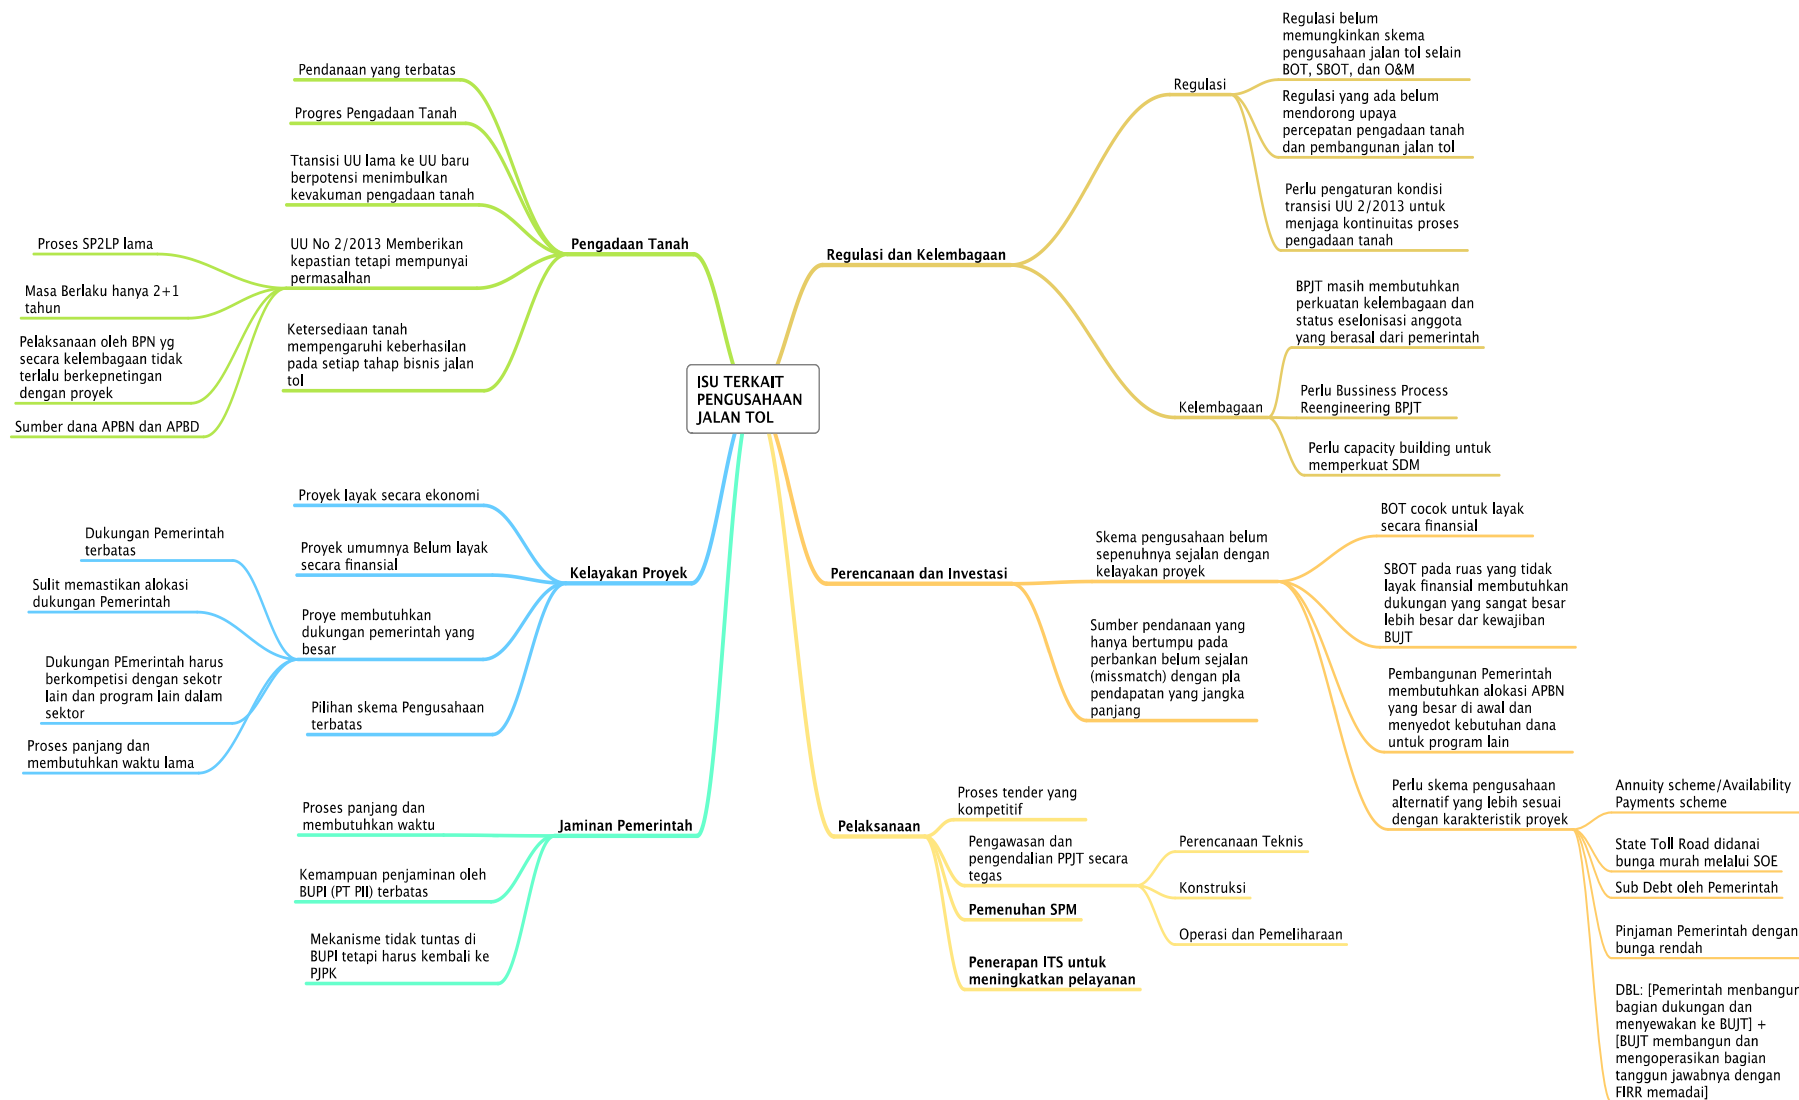 ISU TERKAIT
PENGUSAHAAN
JALAN TOL
Pengadaan Tanah
Pendanaan yang terbatas
Progres Pengadaan Tanah
Ttansisi UU lama ke UU baru
berpotensi menimbulkan
kevakuman pengadaan tanah
UU No 2/2013 Memberikan
kepastian tetapi mempunyai
permasalhan
Proses SP2LP lama
Masa Berlaku hanya 2+1
tahun
Pelaksanaan oleh BPN yg
secara kelembagaan tidak
terlalu berkepnetingan
dengan proyek
Sumber dana APBN dan APBD
Ketersediaan tanah
mempengaruhi keberhasilan
pada setiap tahap bisnis jalan
tol
Kelayakan Proyek
Proyek layak secara ekonomi
Proyek umumnya Belum layak
secara finansial
Proye membutuhkan
dukungan pemerintah yang
besar
Dukungan Pemerintah
terbatas
Sulit memastikan alokasi
dukungan Pemerintah
Dukungan PEmerintah harus
berkompetisi dengan sekotr
lain dan program lain dalam
sektor
Proses panjang dan
membutuhkan waktu lama
Pilihan skema Pengusahaan
terbatas
Jaminan Pemerintah
Proses panjang dan
membutuhkan waktu
Kemampuan penjaminan oleh
BUPI (PT PII) terbatas
Mekanisme tidak tuntas di
BUPI tetapi harus kembali ke
PJPK
Regulasi dan Kelembagaan
Regulasi
Regulasi belum
memungkinkan skema
pengusahaan jalan tol selain
BOT, SBOT, dan O&M
Regulasi yang ada belum
mendorong upaya
percepatan pengadaan tanah
dan pembangunan jalan tol
Perlu pengaturan kondisi
transisi UU 2/2013 untuk
menjaga kontinuitas proses
pengadaan tanah
Kelembagaan
BPJT masih membutuhkan
perkuatan kelembagaan dan
status eselonisasi anggota
yang berasal dari pemerintah
Perlu Bussiness Process
Reengineering BPJT
Perlu capacity building untuk
memperkuat SDM
Perencanaan dan Investasi
Skema pengusahaan belum
sepenuhnya sejalan dengan
kelayakan proyek
BOT cocok untuk layak
secara finansial
SBOT pada ruas yang tidak
layak finansial membutuhkan
dukungan yang sangat besar
lebih besar dar kewajiban
BUJT
Pembangunan Pemerintah
membutuhkan alokasi APBN
yang besar di awal dan
menyedot kebutuhan dana
untuk program lain
Perlu skema pengusahaan
alternatif yang lebih sesuai
dengan karakteristik proyek
Annuity scheme/Availability
Payments scheme
State Toll Road didanai
bunga murah melalui SOE
Sub Debt oleh Pemerintah
Pinjaman Pemerintah dengan
bunga rendah
DBL: [Pemerintah menbangun
bagian dukungan dan
menyewakan ke BUJT] +
[BUJT membangun dan
mengoperasikan bagian
tanggun jawabnya dengan
FIRR memadai]
Sumber pendanaan yang
hanya bertumpu pada
perbankan belum sejalan
(missmatch) dengan pla
pendapatan yang jangka
panjang
Pelaksanaan
Proses tender yang
kompetitif
Pengawasan dan
pengendalian PPJT secara
tegas
Perencanaan Teknis
Konstruksi
Operasi dan Pemeliharaan
Pemenuhan SPM
Penerapan ITS untuk
meningkatkan pelayanan